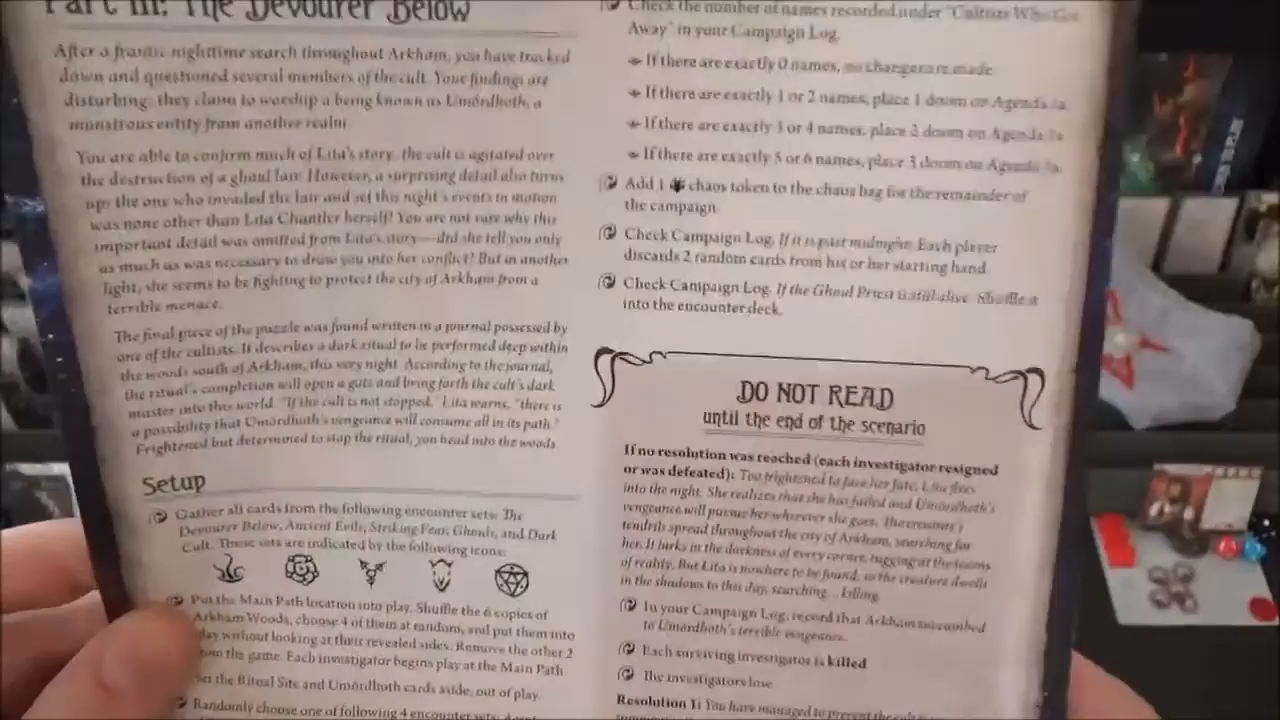 Part III: The Devourer Below
After a frantic nighttime search throughout Arkham, you have tracked
down and questioned several members of the cult. Your findings are
disturbing: they claim to worship a being known as Umôrdhoth, a
monstrous entity from another realm.
You are able to confirm much of Lita's story: the cult is agitated over
the destruction of a ghoul lair. However, a surprising detail also turns
up: the one who invaded the lair and set this night's events in motion
was none other than Lita Chantler herself! You are not sure why this
important detail was omitted from Lita's story—did she tell you only
as much as was necessary to draw you into her conflict? But in another
light, she seems to be fighting to protect the city of Arkham from a
terrible menace.
The final piece of the puzzle was found written in a journal possessed by
one of the cultists. It describes a dark ritual to be performed deep within
the woods south of Arkham, this very night. According to the journal,
the ritual's completion will open a gate and bring forth the cult's dark
master into this world. "If the cult is not stopped," Lita warns, "there is
a possibility that Umôrdhoth's vengeance will consume all in its path."
Frightened but determined to stop the ritual, you head into the woods
Setup
Gather all cards from the following encounter sets: The
Devourer Below, Ancient Evils, Striking Fear, Ghouls, and Dark
Cult. These sets are indicated by the following icons:
Put the Main Path location into play. Shuffle the 6 copies of
Arkham Woods, choose 4 of them at random, and put them into
play without looking at their revealed sides. Remove the other 2
from the game. Each investigator begins play at the Main Path.
Set the Ritual Site and Umôrdhoth cards aside, out of play.
Randomly choose one of following 4 encounter sets:
Check the number of names recorded under "Cultists Who Got
Away" in your Campaign Log.
If there are exactly 0 names, no changes are made.
If there are exactly 1 or 2 names, place 1 doom on Agenda 1a.
If there are exactly 3 or 4 names, place 2 doom on Agenda 1a.
If there are exactly 5 or 6 names, place 3 doom on Agenda 1a.
Add 1 chaos token to the chaos bag for the remainder of
the campaign.
Check Campaign Log. If it is past midnight: Each player
discards 2 random cards from his or her starting hand.
Check Campaign Log. If the Ghoul Priest is still alive: Shuffle it
into the encounter deck.
DO NOT READ
until the end of the scenario
If no resolution was reached (each investigator resigned
or was defeated): Too frightened to face her fate, Lita flees
into the night. She realizes that she has failed and Umôrdhoth's
vengeance will pursue her wherever she goes. The creature's
tendrils spread throughout the city of Arkham, searching for
her. It lurks in the darkness of every corner, tugging at the seams
of reality. But Lita is nowhere to be found, so the creature dwells
in the shadows to this day, searching... killing.
In your Campaign Log, record that Arkham succumbed
to Umôrdhoth's terrible vengeance.
Each surviving investigator is killed
The investigators lose
Resolution 1: You have managed to prevent the cult